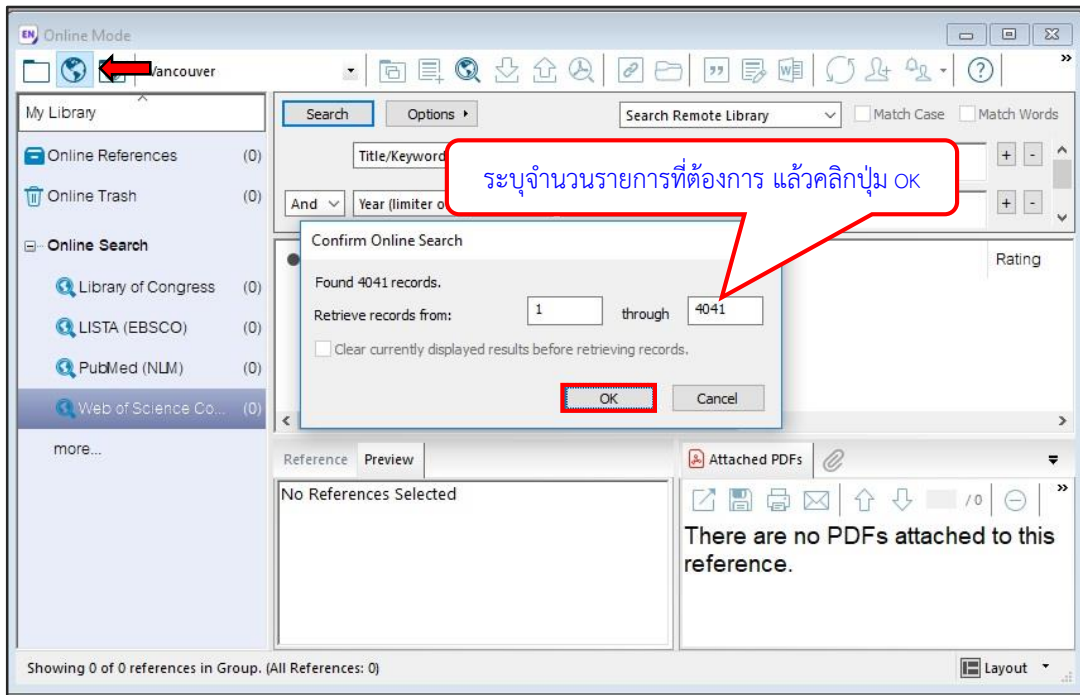 EN Online Mode
Vancouver
My Library
Search Options Search Remote Library Match Case Match Words
Online References (0)
Title/Keyword
+ -
ระบุจำนวนรายการที่ต้องการ แล้วคลิกปุ่ม OK
Online Trash (0)
And Year (limiter o
+ -
Online Search
Confirm Online Search
Rating
Library of Congress (0)
Found 4041 records.
Retrieve records from: 1 through 4041
LISTA (EBSCO) (0)
Clear currently displayed results before retrieving records.
PubMed (NLM) (0)
OK Cancel
Web of Science Co... (0)
more...
Reference Preview
Attached PDFs
No References Selected
/0
There are no PDFs attached to this
reference.
Showing 0 of 0 references in Group. (All References: 0)
Layout